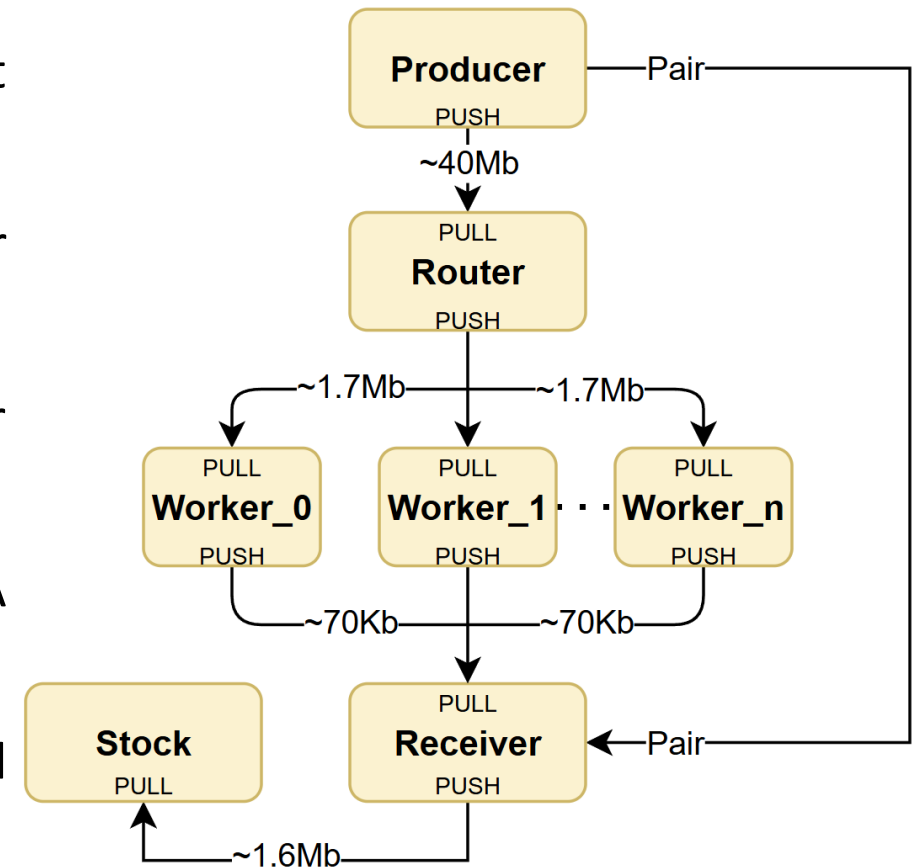 Producer
Pair
PUSH
~40Mb
PULL
Router
PUSH
~1.7Mb
~1.7Mb
PULL
PULL
PULL
Worker_0
Worker_1
. . .
Worker_n
PUSH
PUSH
PUSH
~70Kb
~70Kb
PULL
Stock
Receiver
Pair
PULL
PUSH
~1.6Mb